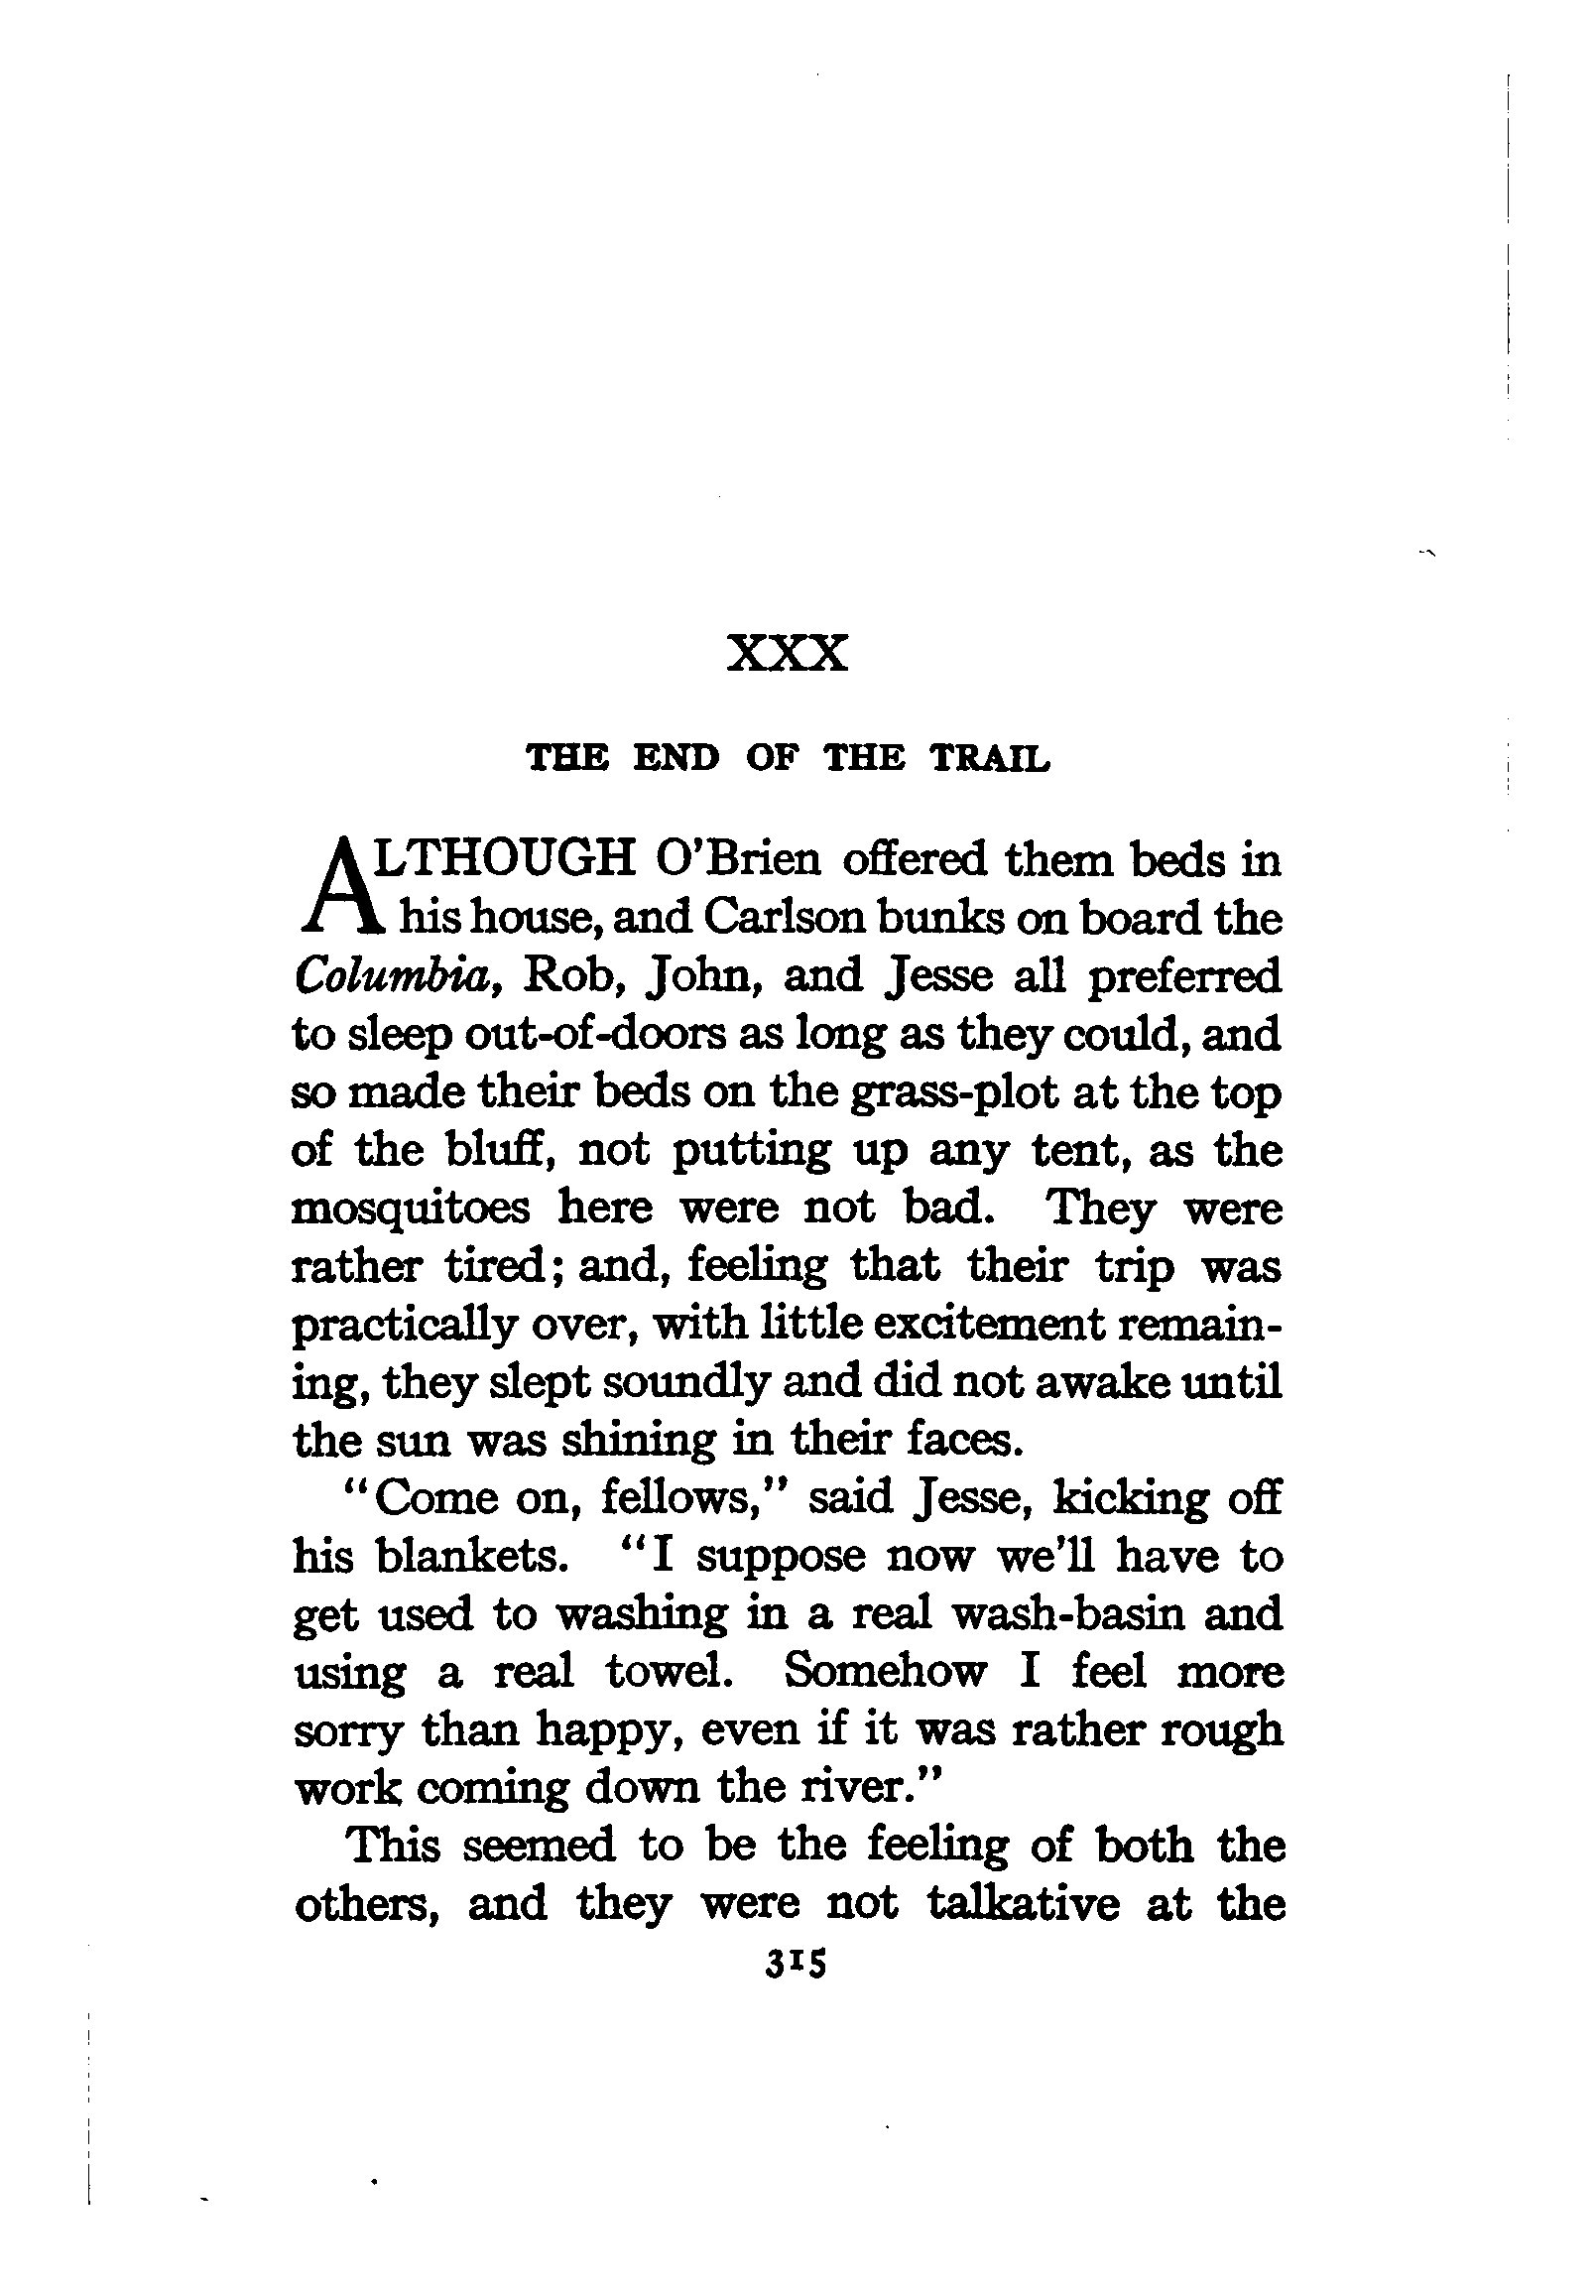 XXX
THE END OF THE TRAIL
ALTHOUGH O'Brien offered them beds in
his house, and Carlson bunks on board the
Columbia, Rob, John, and Jesse all preferred
to sleep out-of-doors as long as they could, and
so made their beds on the grass-plot at the top
of the bluff, not putting up any tent, as the
mosquitoes here were not bad. They were
rather tired; and, feeling that their trip was
practically over, with little excitement remain-
ing, they slept soundly and did not awake until
the sun was shining in their faces.
"Come on, fellows," said Jesse, kicking off
his blankets. "I suppose now we'll have to
get used to washing in a real wash-basin and
using a real towel. Somehow I feel more
sorry than happy, even if it was rather rough
work coming down the river."
This seemed to be the feeling of both the
others, and they were not talkative at the
315